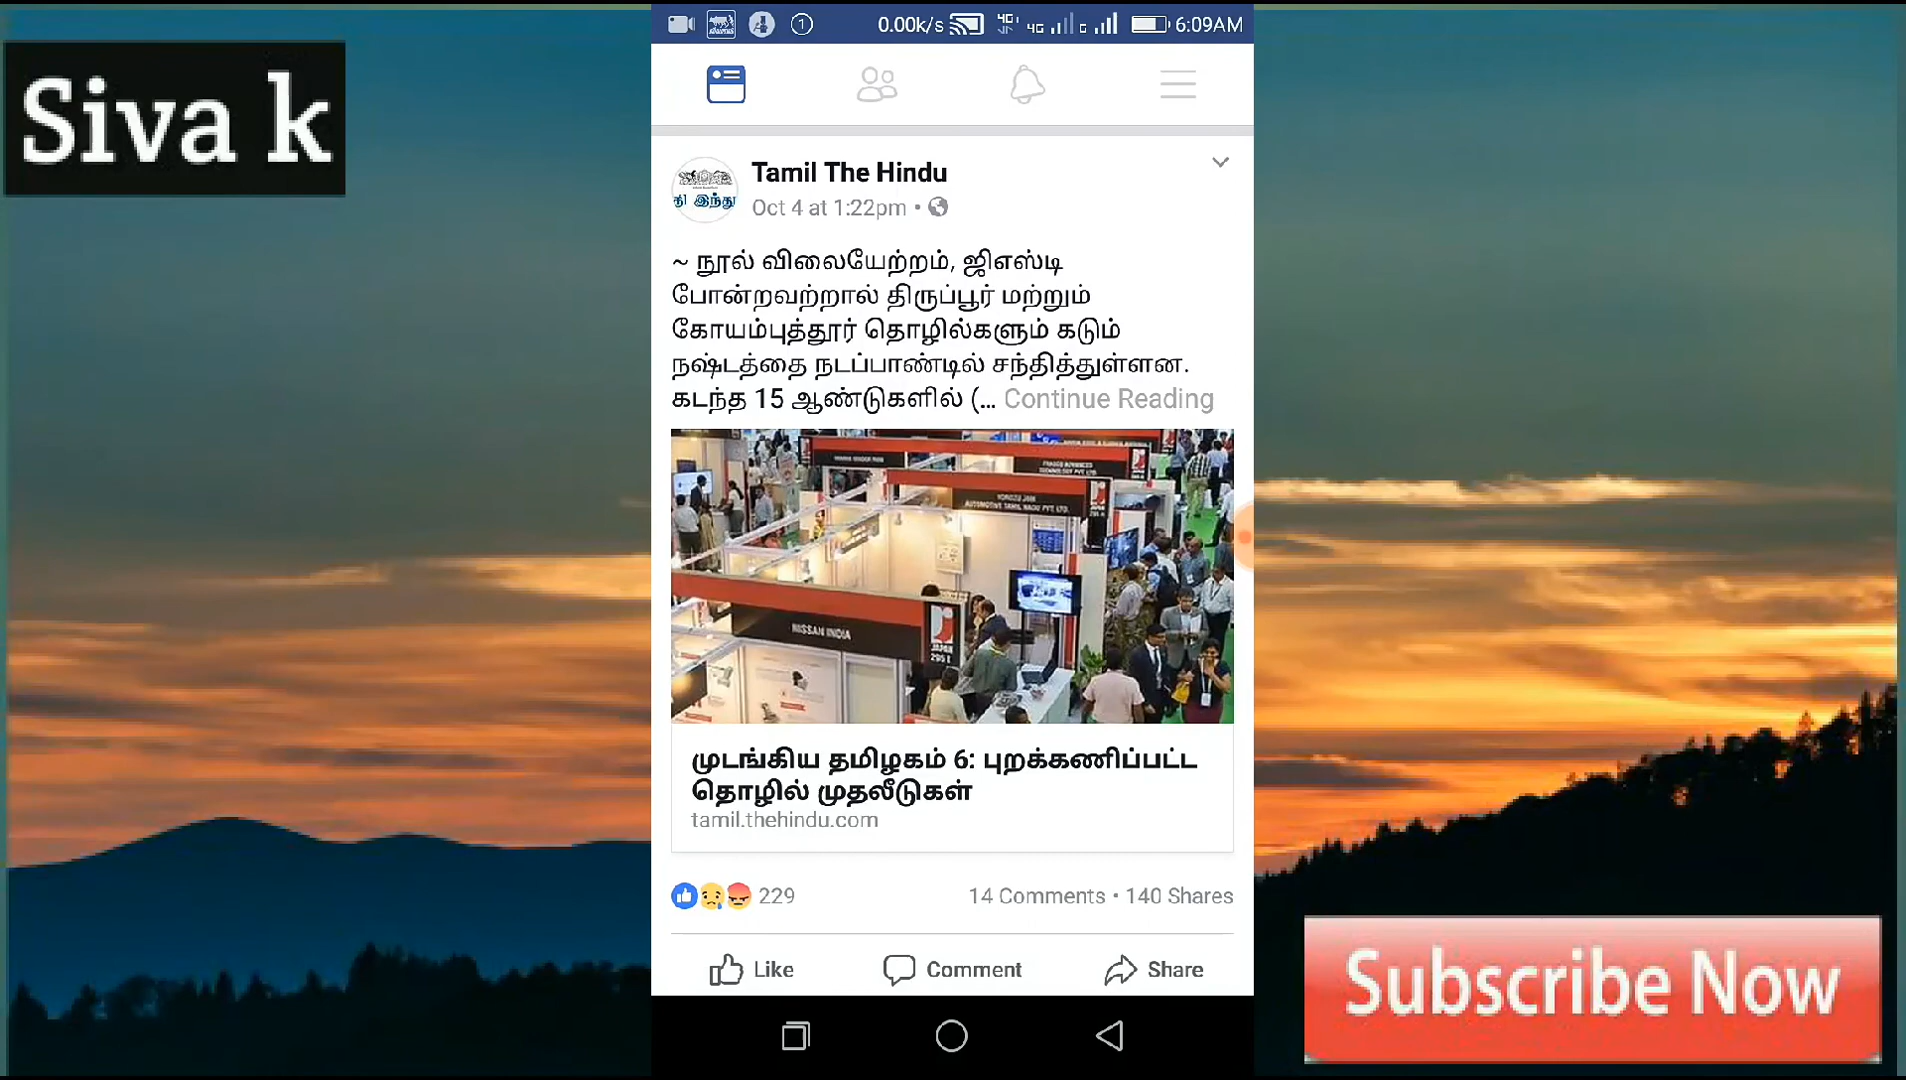 Siva k
0.00k/s 4G 6:09AM
Tamil The Hindu
Oct 4 at 1:22pm •
~ நூல் விலையேற்றம், ஜிஎஸ்டி
போன்றவற்றால் திருப்பூர் மற்றும்
கோயம்புத்தூர் தொழில்களும் கடும்
நஷ்டத்தை நடப்பாண்டில் சந்தித்துள்ளன.
கடந்த 15 ஆண்டுகளில் (... Continue Reading
NISSAN INDIA
JAPAN
முடங்கிய தமிழகம் 6: புறக்கணிப்பட்ட
தொழில் முதலீடுகள்
tamil.thehindu.com
229 14 Comments • 140 Shares
Like Comment Share
Subscribe Now